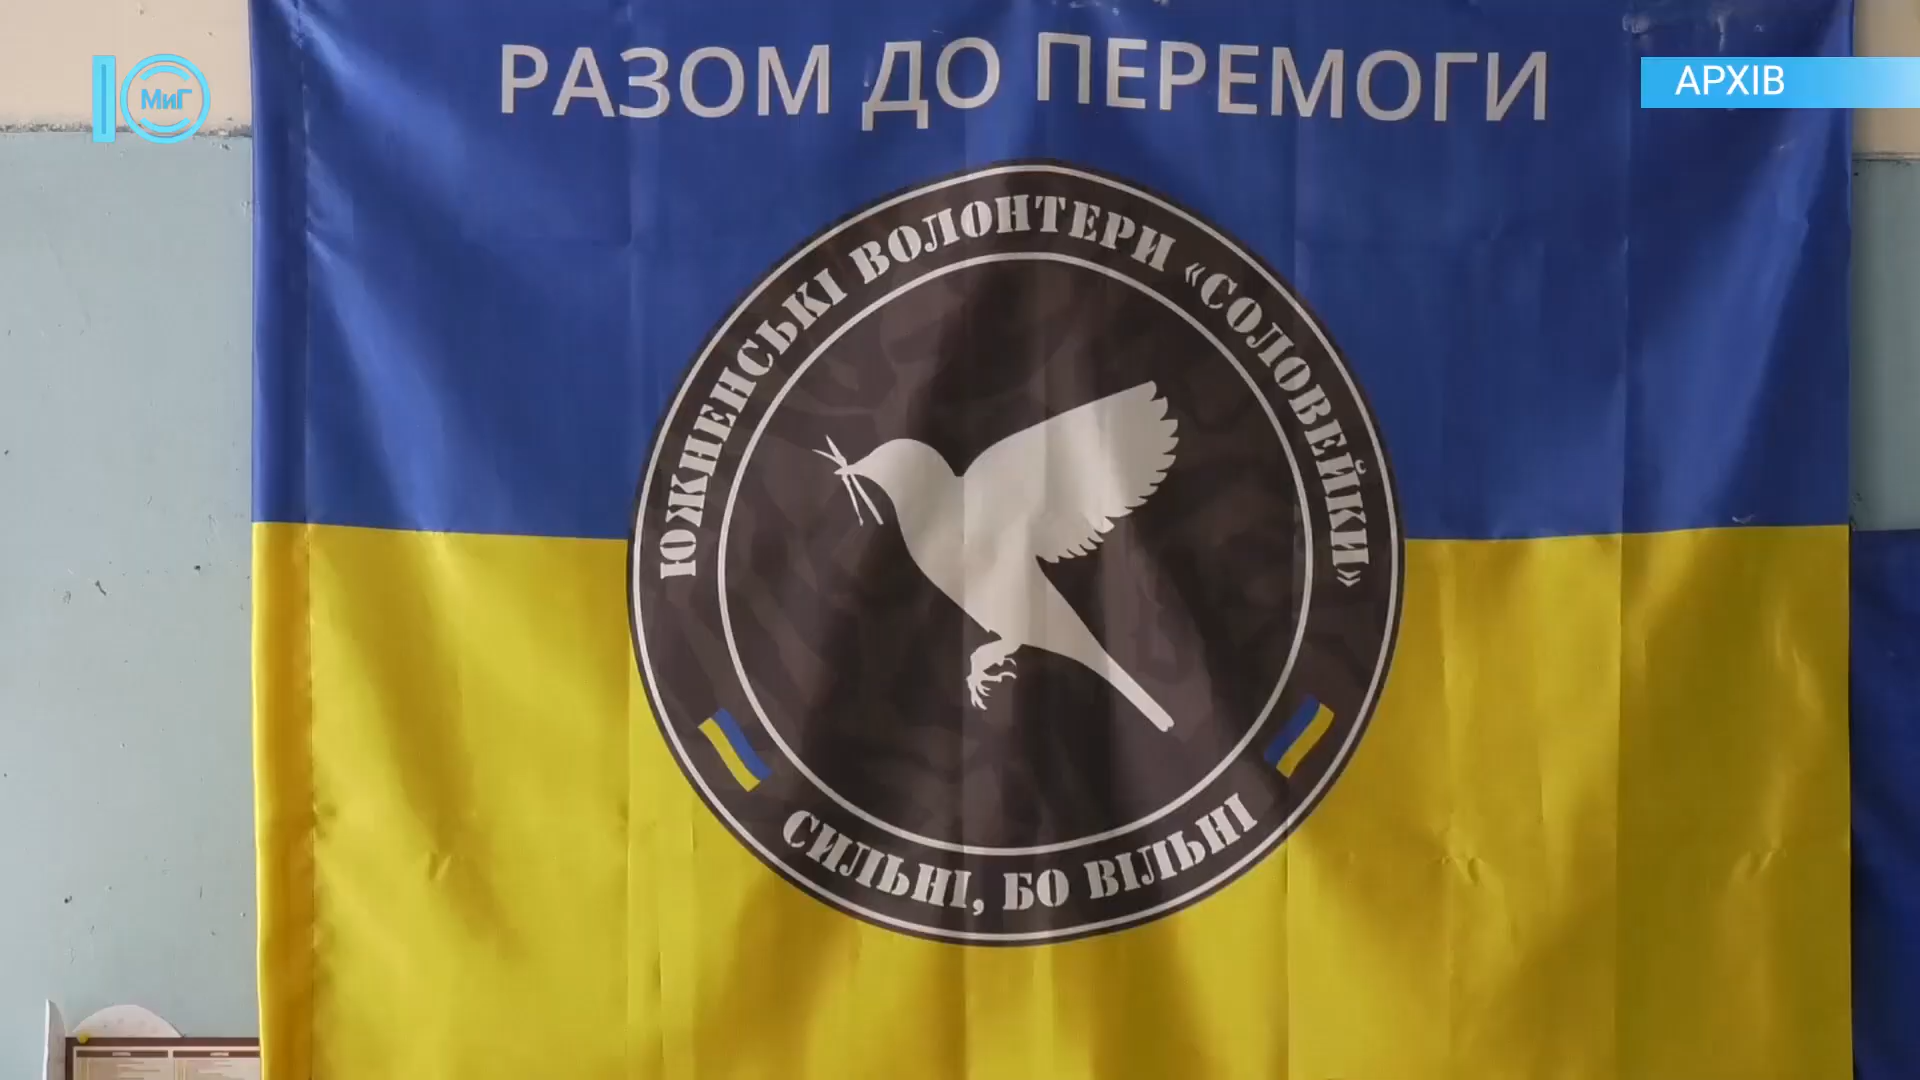 РАЗОМ ДО ПЕРЕМОГИ
МиГ
АРХІВ
ЮЖНЕНСЬКІ ВОЛОНТЕРИ «СОЛОВЕЙКИ»
СИЛЬНІ, БО ВІЛЬНІ